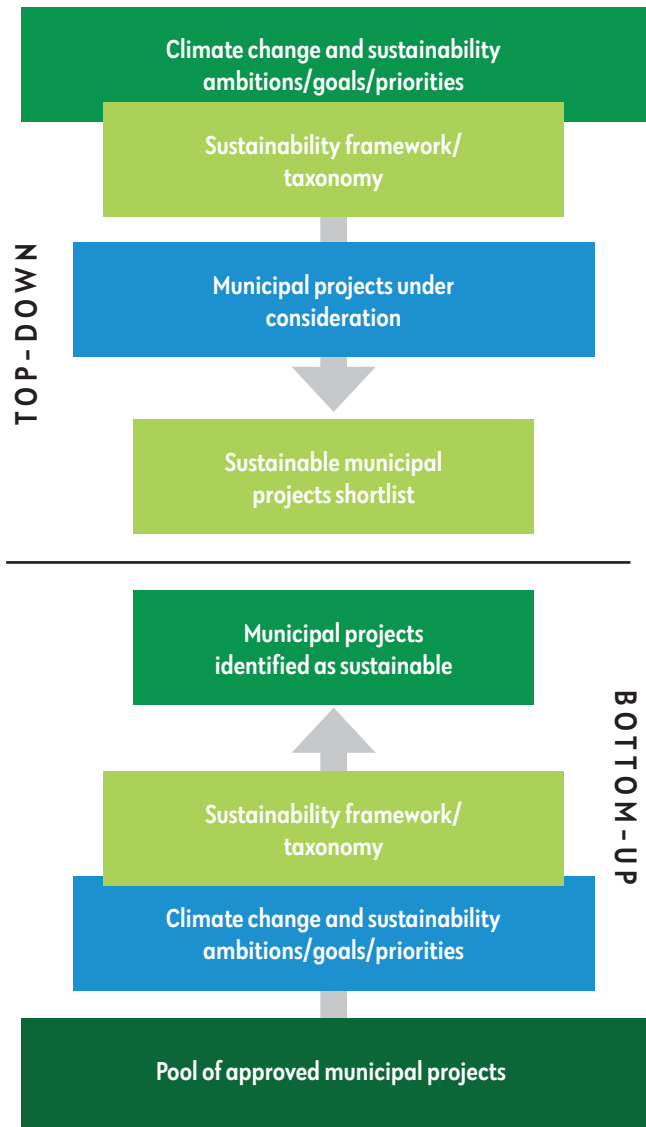 Climate change and sustainability
ambitions/goals/priorities
Sustainability framework/
taxonomy
TOP-DOWN
Municipal projects under
consideration
Sustainable municipal
projects shortlist
Municipal projects
identified as sustainable
BOTTOM-UP
Sustainability framework/
taxonomy
Climate change and sustainability
ambitions/goals/priorities
Pool of approved municipal projects